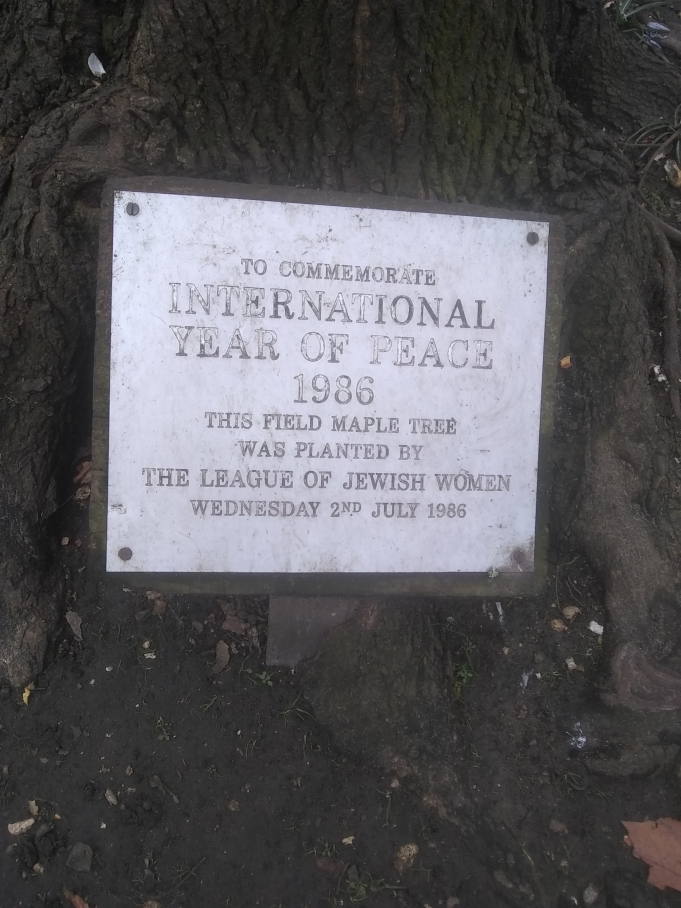 TO COMMEMORATE
INTERNATIONAL
YEAR OF PEACE
1986
THIS FIELD MAPLE TREE
WAS PLANTED BY
THE LEAGUE OF JEWISH WOMEN
WEDNESDAY 2ND JULY 1986